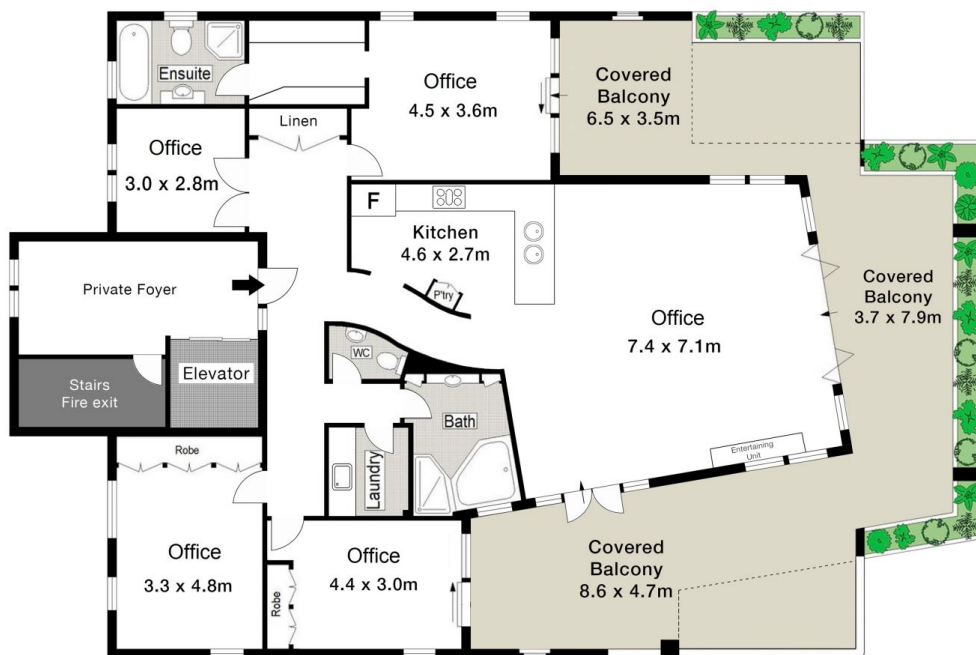 Ensuite
Office
4.5 x 3.6m
Covered
Balcony
6.5 x 3.5m
Linen
Office
3.0 x 2.8m
F
Kitchen
4.6 x 2.7m
P'try
Private Foyer
Covered
Balcony
3.7 x 7.9m
Office
7.4 x 7.1m
WC
Elevator
Stairs
Fire exit
Bath
Robe
Laundry
Entertaining
Unit
Office
3.3 x 4.8m
Office
4.4 x 3.0m
Robe
Covered
Balcony
8.6 x 4.7m